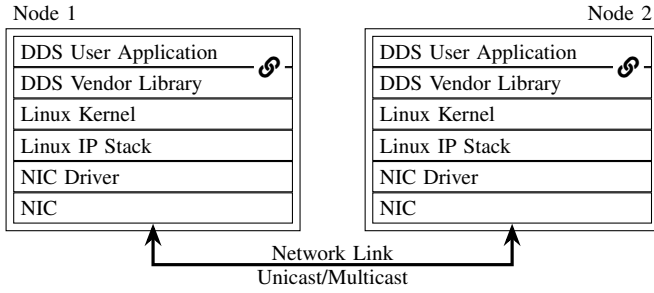 Node 1
DDS User Application
DDS Vendor Library
Linux Kernel
Linux IP Stack
NIC Driver
NIC
Node 2
DDS User Application
DDS Vendor Library
Linux Kernel
Linux IP Stack
NIC Driver
NIC
Network Link
Unicast/Multicast